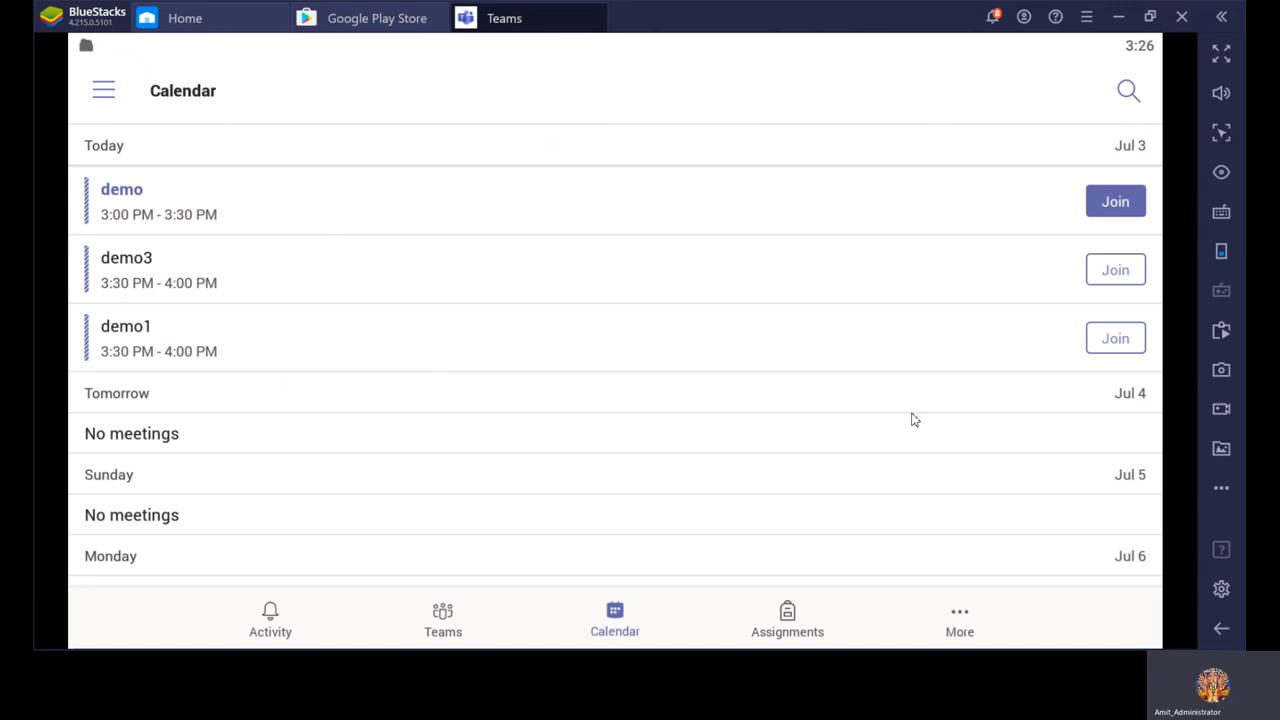 BlueStacks
4.215.0.5101
Home
Google Play Store
Teams
8
3:26
Calendar
Today
Jul 3
demo
3:00 PM - 3:30 PM
Join
demo3
3:30 PM - 4:00 PM
Join
demo1
3:30 PM - 4:00 PM
Join
Tomorrow
Jul 4
No meetings
Sunday
Jul 5
No meetings
Monday
Jul 6
Activity
Teams
Calendar
Assignments
More
Amit_Administrator